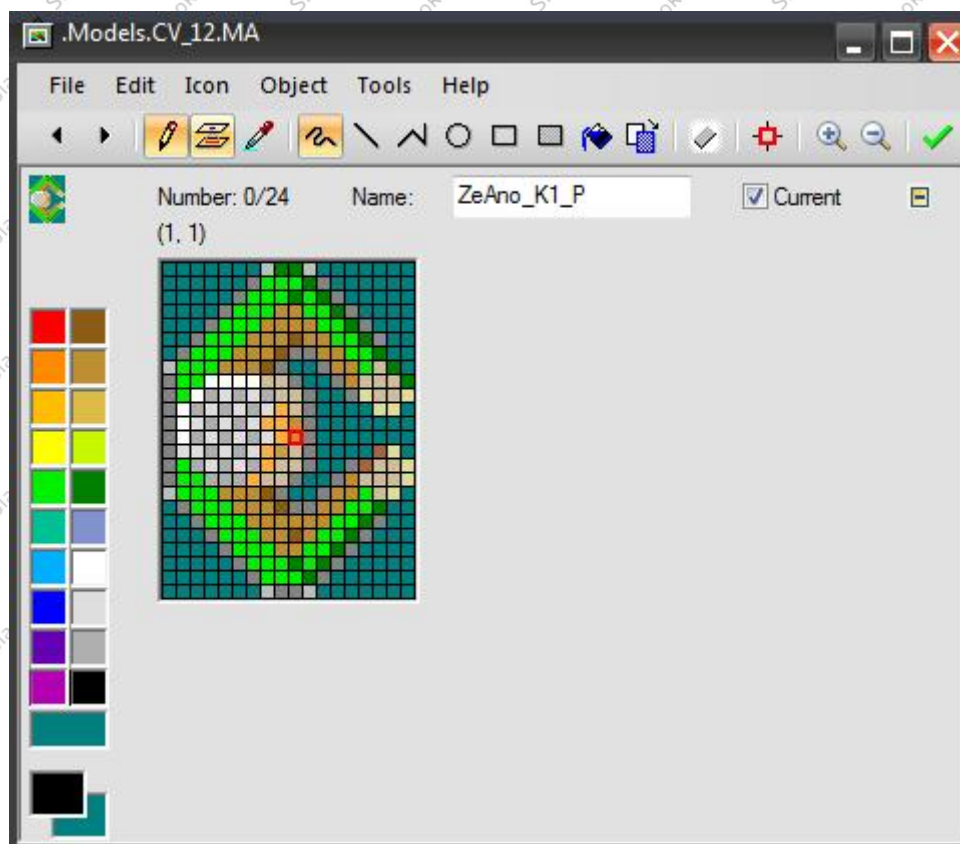 .Models.CV_12.MA
File Edit Icon Object Tools Help
Number: 0/24 Name: ZeAno_K1_P Current
(1, 1)